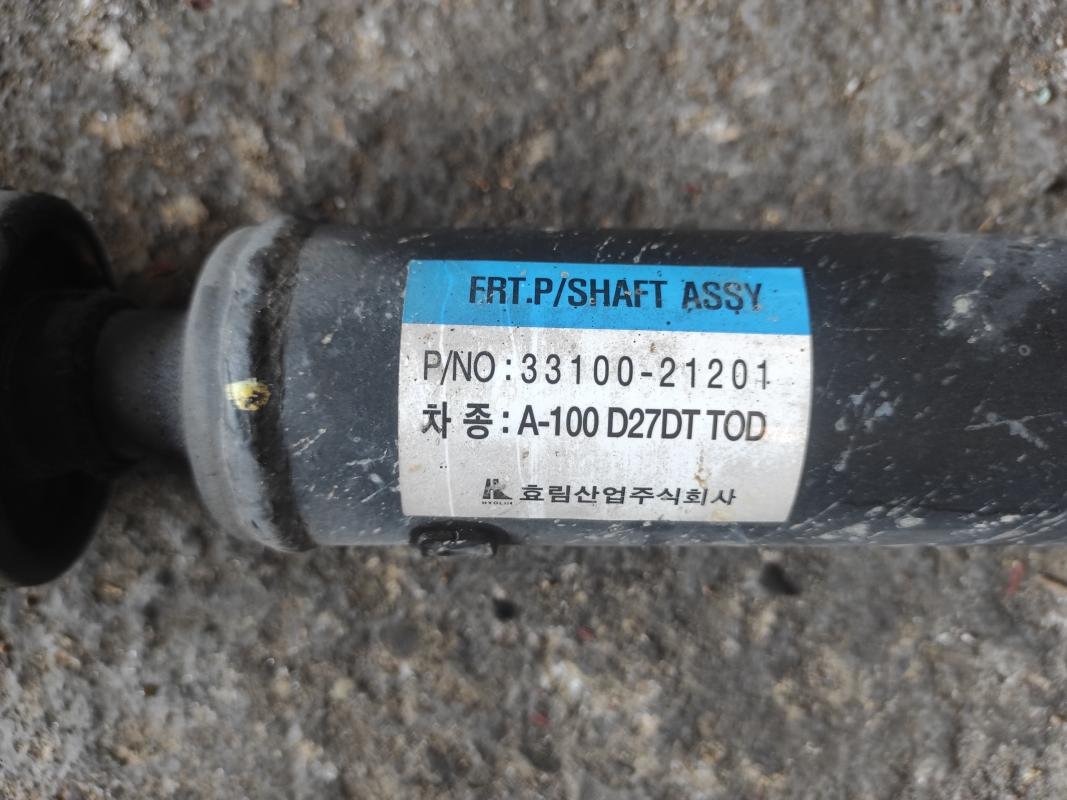 FRT.P/SHAFT ASSY
P/NO : 33100-21201
차 종 : A-100 D27DT TOD
HYOLIM
효림산업주식회사